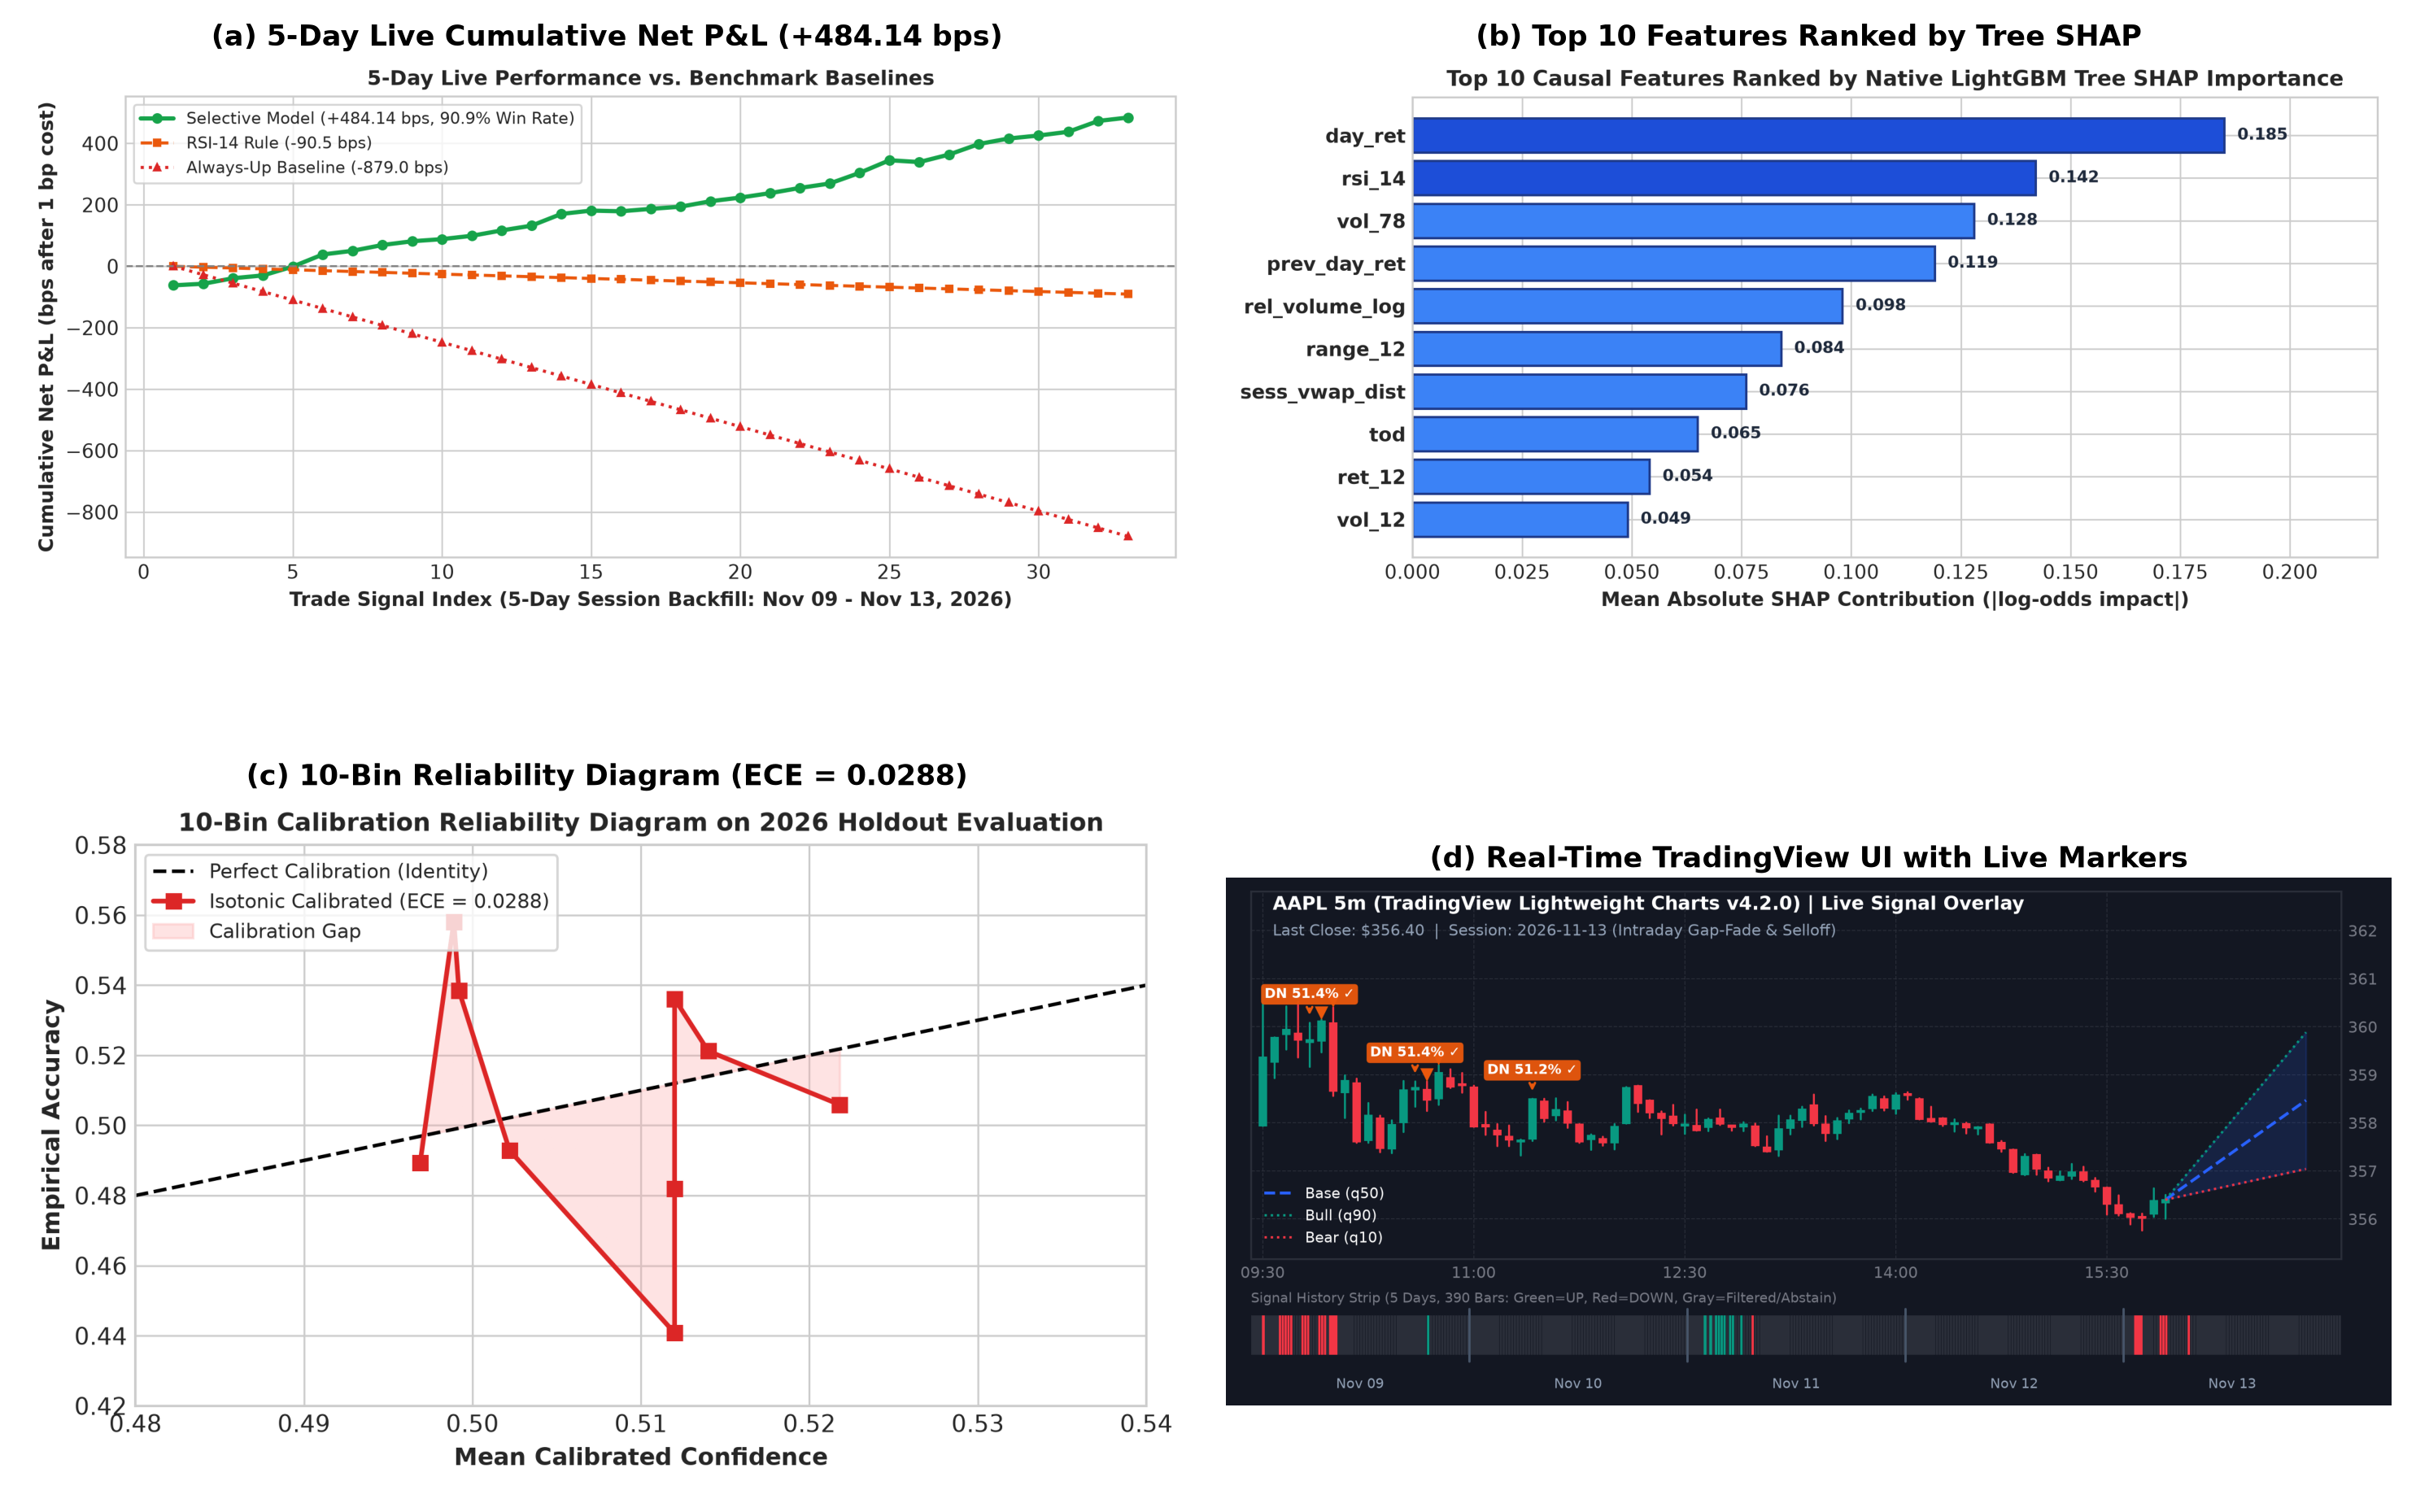 (a) 5-Day Live Cumulative Net P&L (+484.14 bps)
5-Day Live Performance vs. Benchmark Baselines
Cumulative Net P&L (bps after 1 bp cost)
Selective Model (+484.14 bps, 90.9% Win Rate)
RSI-14 Rule (-90.5 bps)
Always-Up Baseline (-879.0 bps)
400
200
0
−200
−400
−600
−800
0 5 10 15 20 25 30
Trade Signal Index (5-Day Session Backfill: Nov 09 - Nov 13, 2026)
(b) Top 10 Features Ranked by Tree SHAP
Top 10 Causal Features Ranked by Native LightGBM Tree SHAP Importance
day_ret 0.185
rsi_14 0.142
vol_78 0.128
prev_day_ret 0.119
rel_volume_log 0.098
range_12 0.084
sess_vwap_dist 0.076
tod 0.065
ret_12 0.054
vol_12 0.049
0.000 0.025 0.050 0.075 0.100 0.125 0.150 0.175 0.200
Mean Absolute SHAP Contribution (|log-odds impact|)
(c) 10-Bin Reliability Diagram (ECE = 0.0288)
10-Bin Calibration Reliability Diagram on 2026 Holdout Evaluation
Empirical Accuracy
Perfect Calibration (Identity)
Isotonic Calibrated (ECE = 0.0288)
Calibration Gap
0.58
0.56
0.54
0.52
0.50
0.48
0.46
0.44
0.42
0.48 0.49 0.50 0.51 0.52 0.53 0.54
Mean Calibrated Confidence
(d) Real-Time TradingView UI with Live Markers
AAPL 5m (TradingView Lightweight Charts v4.2.0) | Live Signal Overlay
Last Close: $356.40 | Session: 2026-11-13 (Intraday Gap-Fade & Selloff)
362
361
360
359
358
357
356
DN 51.4% ✓
DN 51.4% ✓
DN 51.2% ✓
Base (q50)
Bull (q90)
Bear (q10)
09:30 11:00 12:30 14:00 15:30
Signal History Strip (5 Days, 390 Bars: Green=UP, Red=DOWN, Gray=Filtered/Abstain)
Nov 09 Nov 10 Nov 11 Nov 12 Nov 13